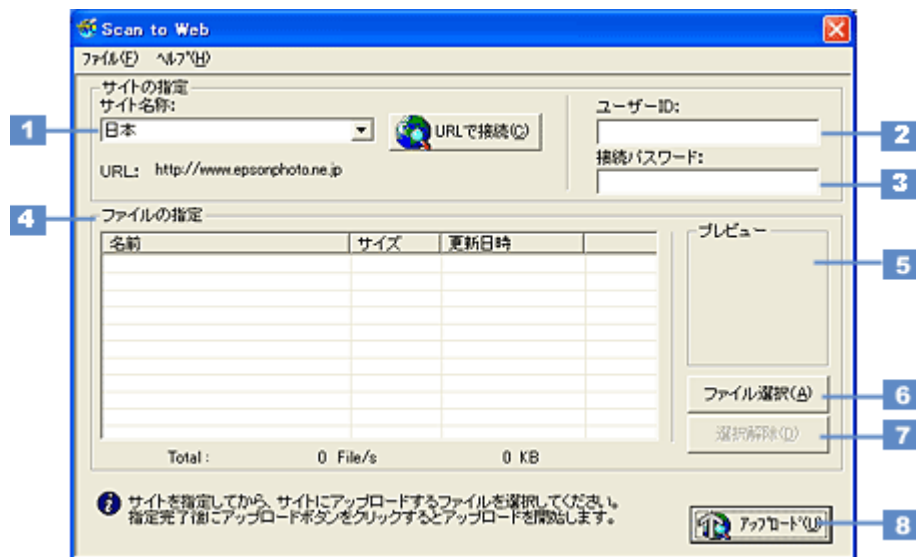 Scan to Web
ファイル(F) ヘルプ(H)
サイトの指定
サイト名称:
1
日本
URLで接続(C)
URL: http://www.epsonphoto.ne.jp
ユーザーID:
2
接続パスワード:
3
4
ファイルの指定
名前 サイズ 更新日時
プレビュー
5
ファイル選択(A)
6
選択解除(D)
7
Total: 0 File/s 0 KB
サイトを指定してから、サイトにアップロードするファイルを選択してください。
指定完了後にアップロードボタンをクリックするとアップロードを開始します。
アップロード(U)
8